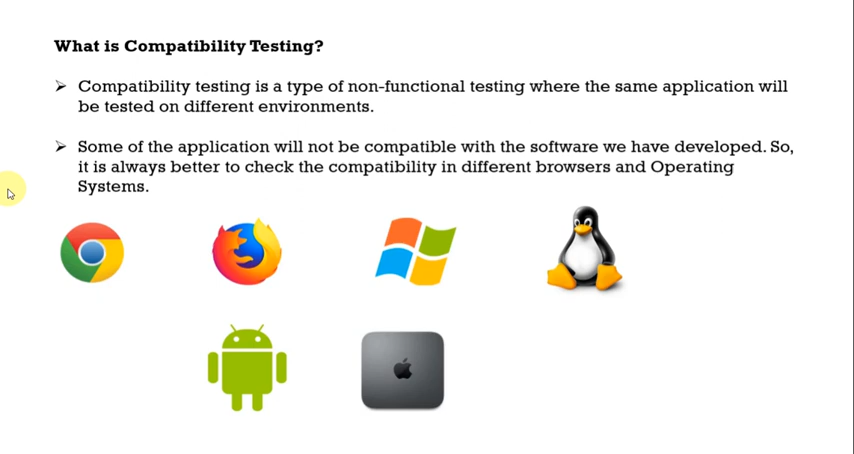 What is Compatibility Testing?
➢ Compatibility testing is a type of non-functional testing where the same application will
be tested on different environments.
➢ Some of the application will not be compatible with the software we have developed. So,
it is always better to check the compatibility in different browsers and Operating
Systems.